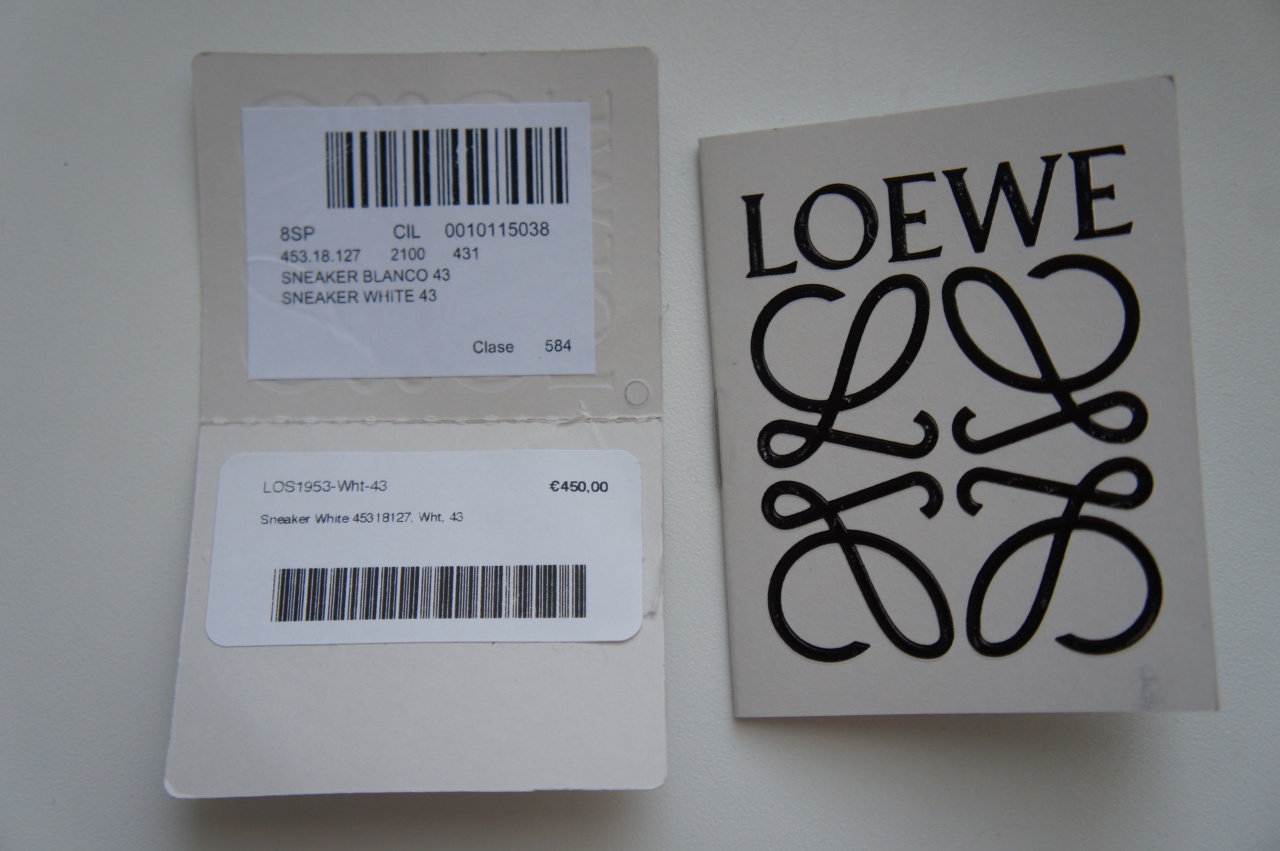 8SP CIL 0010115038
453.18.127 2100 431
SNEAKER BLANCO 43
SNEAKER WHITE 43
Clase 584
LOS1953-Wht-43 €450,00
Sneaker White 45318127, Wht, 43
LOEWE